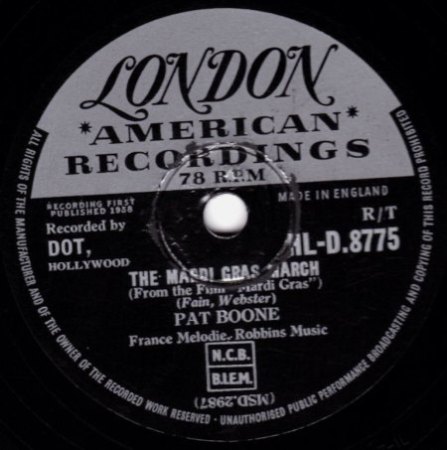 LONDON
*AMERICAN*
RECORDINGS
78 R.P.M
RECORDING FIRST
PUBLISHED 1958
MADE IN ENGLAND
Recorded by
DOT,
HOLLYWOOD
R/T
HL-D.8775
THE MARDI GRAS MARCH
(From the Film "Mardi Gras")
(Fain, Webster)
PAT BOONE
France Melodie. Robbins Music
N.C.B.
B.I.E.M.
(MSD.2987)
ALL RIGHTS OF THE MANUFACTURER AND OF THE OWNER OF THE RECORDED WORK RESERVED - UNAUTHORISED PUBLIC PERFORMANCE BROADCASTING AND COPYING OF THIS RECORD PROHIBITED